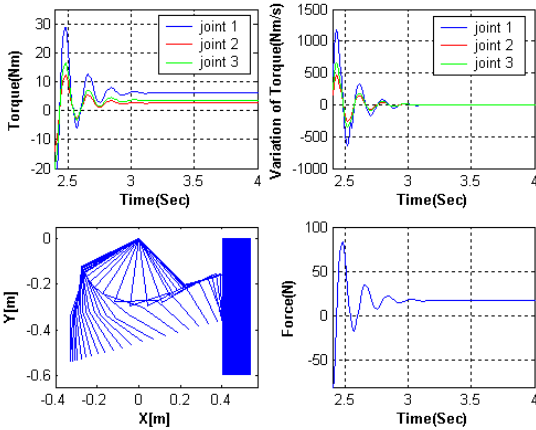 30
20
10
0
-10
-20
2.5
3
3.5
4
Torque(Nm)
Time(Sec)
joint 1
joint 2
joint 3
1500
1000
500
0
-500
-1000
2.5
3
3.5
4
Variation of Torque(Nm/s)
Time(Sec)
joint 1
joint 2
joint 3
0
-0.2
-0.4
-0.6
-0.4
-0.2
0
0.2
0.4
Y[m]
X[m]
100
50
0
-50
2.5
3
3.5
4
Force(N)
Time(Sec)